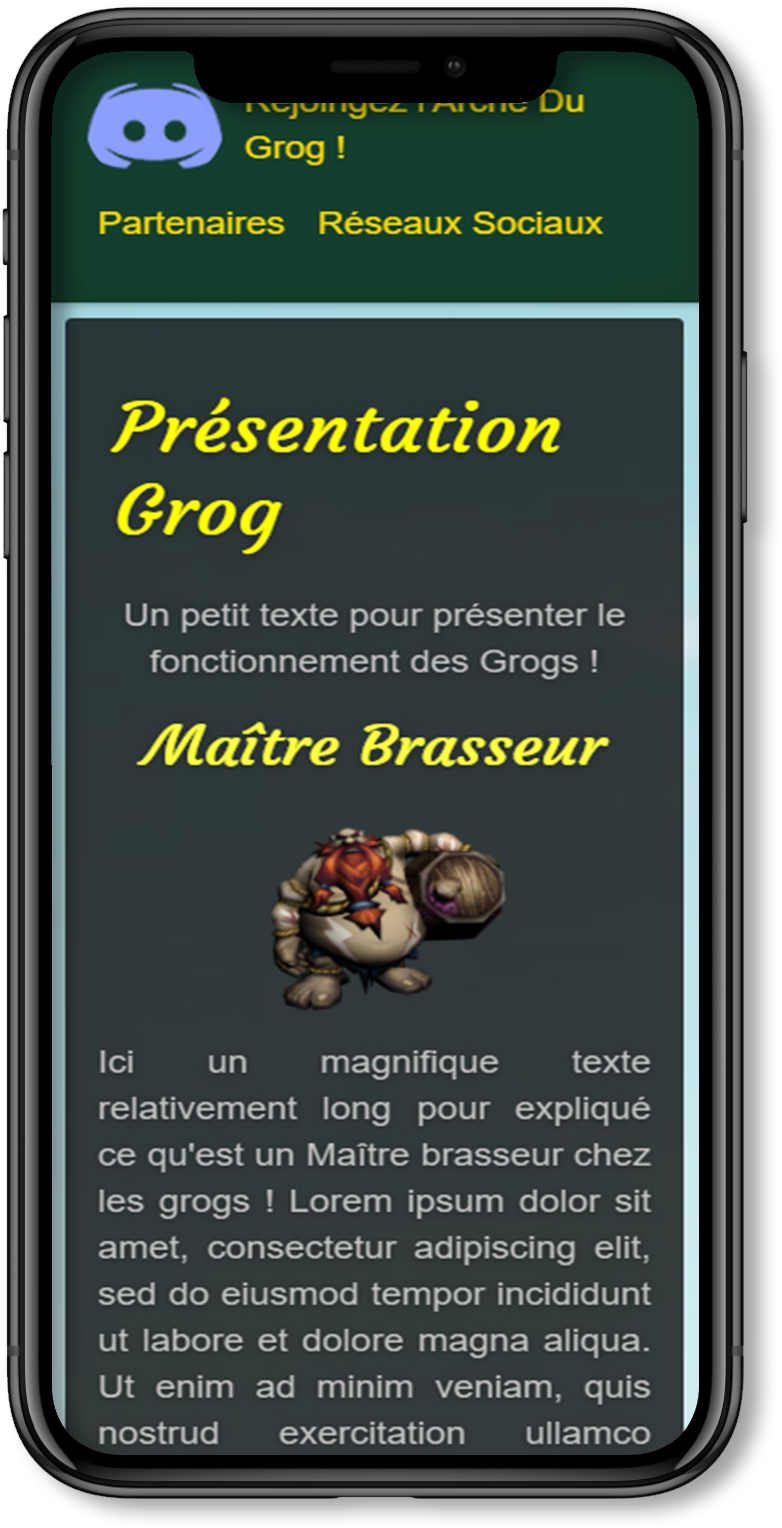 Rejoingez l'Arche Du
Grog !
Partenaires Réseaux Sociaux
Présentation
Grog
Un petit texte pour présenter le
fonctionnement des Grogs !
Maître Brasseur
Ici un magnifique texte
relativement long pour expliqué
ce qu'est un Maître brasseur chez
les grogs ! Lorem ipsum dolor sit
amet, consectetur adipiscing elit,
sed do eiusmod tempor incididunt
ut labore et dolore magna aliqua.
Ut enim ad minim veniam, quis
nostrud exercitation ullamco